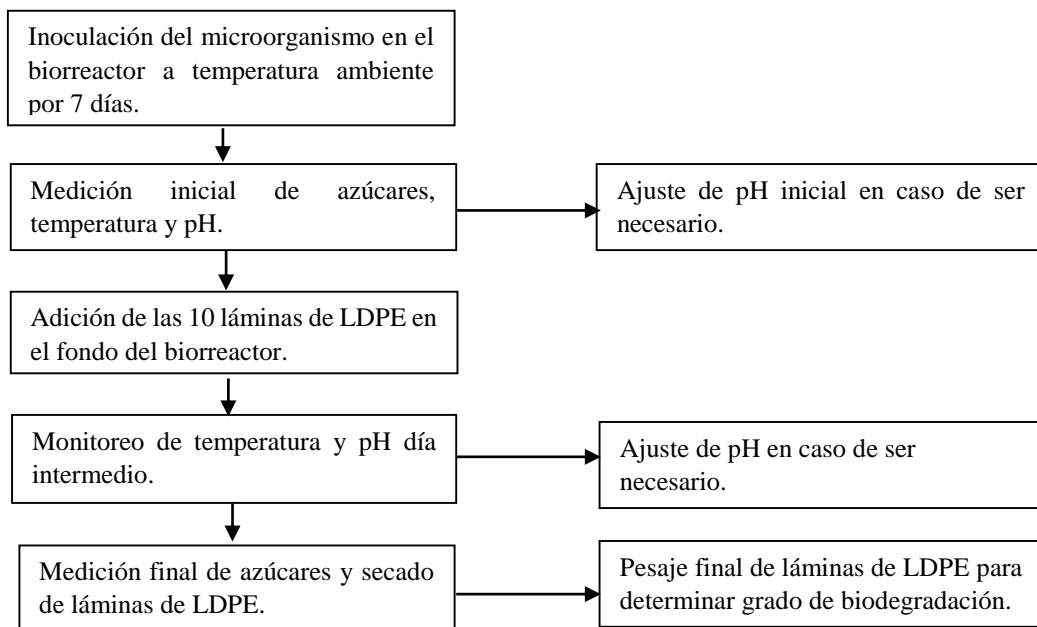 Inoculación del microorganismo en el
biorreactor a temperatura ambiente
por 7 días.
Medición inicial de azúcares,
temperatura y pH.
Ajuste de pH inicial en caso de ser
necesario.
Adición de las 10 láminas de LDPE en
el fondo del biorreactor.
Monitoreo de temperatura y pH día
intermedio.
Ajuste de pH en caso de ser
necesario.
Medición final de azúcares y secado
de láminas de LDPE.
Pesaje final de láminas de LDPE para
determinar grado de biodegradación.